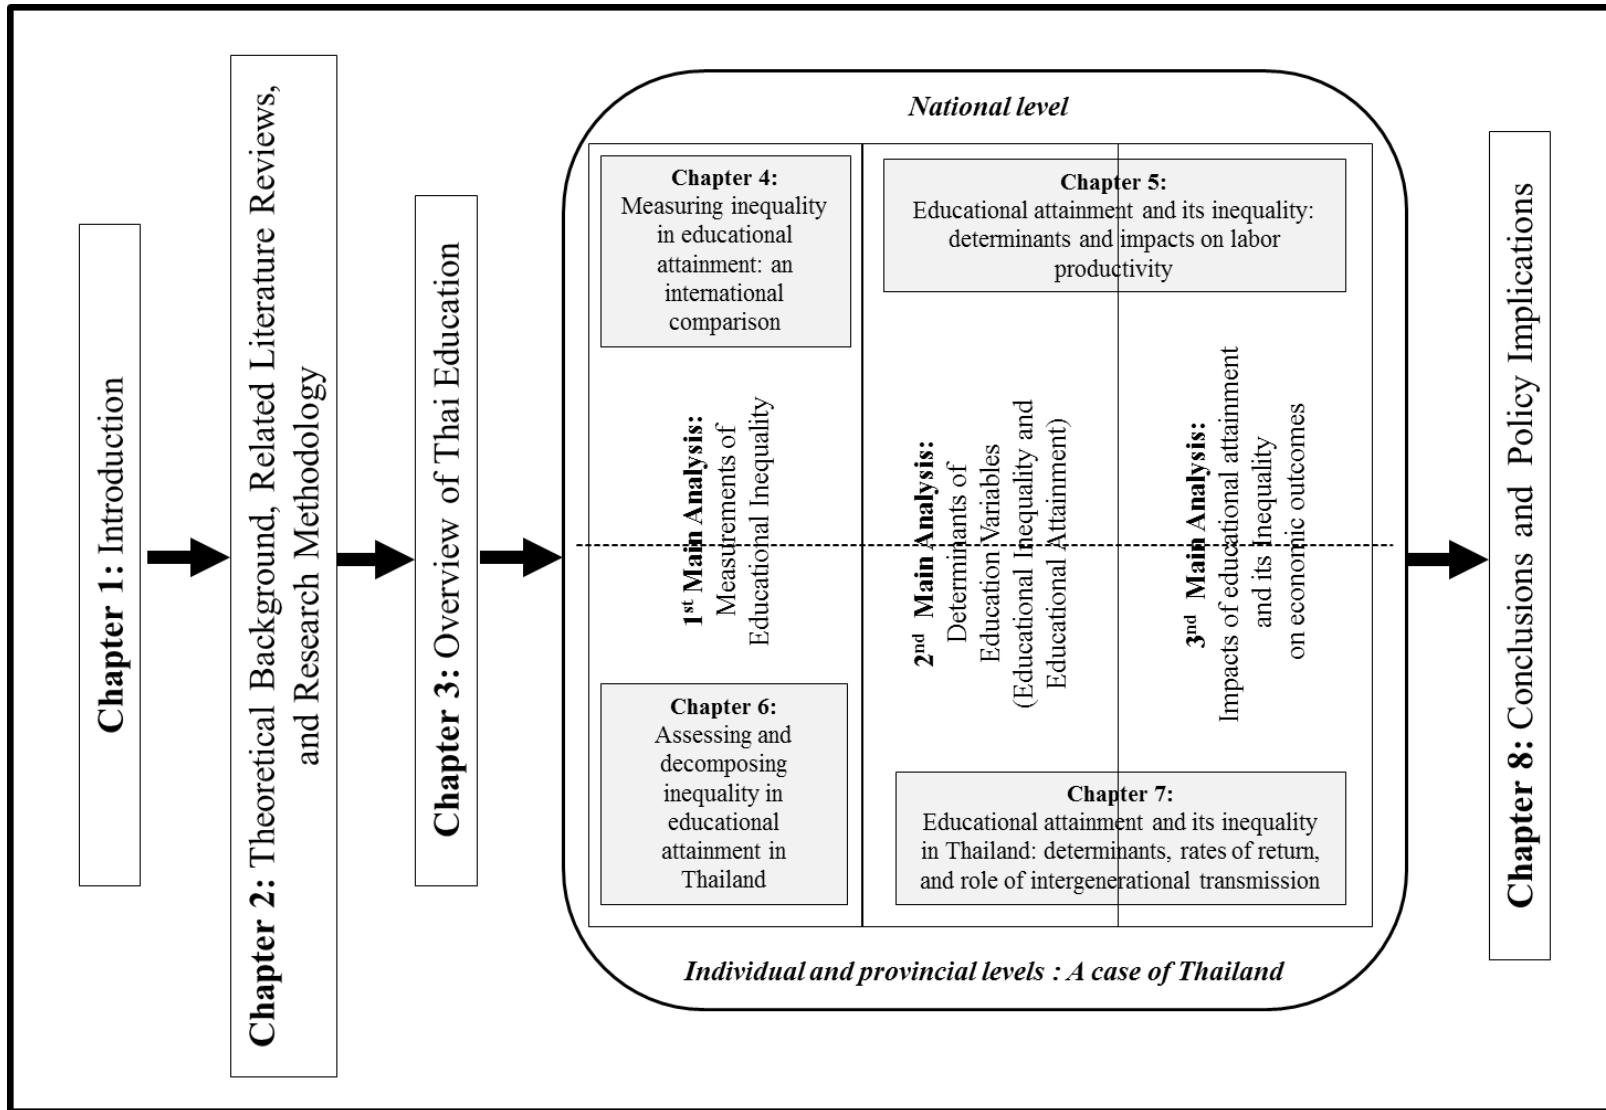 Chapter 1: Introduction
Chapter 2: Theoretical Background, Related Literature Reviews,
and Research Methodology
Chapter 3: Overview of Thai Education
National level
Chapter 4:
Measuring inequality
in educational
attainment: an
international
comparison
Chapter 5:
Educational attainment and its inequality:
determinants and impacts on labor
productivity
1st Main Analysis:
Measurements of
Educational Inequality
2nd Main Analysis:
Determinants of
Education Variables
(Educational Inequality and
Educational Attainment)
3nd Main Analysis:
Impacts of educational attainment
and its Inequality
on economic outcomes
Chapter 6:
Assessing and
decomposing
inequality in
educational
attainment in
Thailand
Chapter 7:
Educational attainment and its inequality
in Thailand: determinants, rates of return,
and role of intergenerational transmission
Individual and provincial levels : A case of Thailand
Chapter 8: Conclusions and Policy Implications